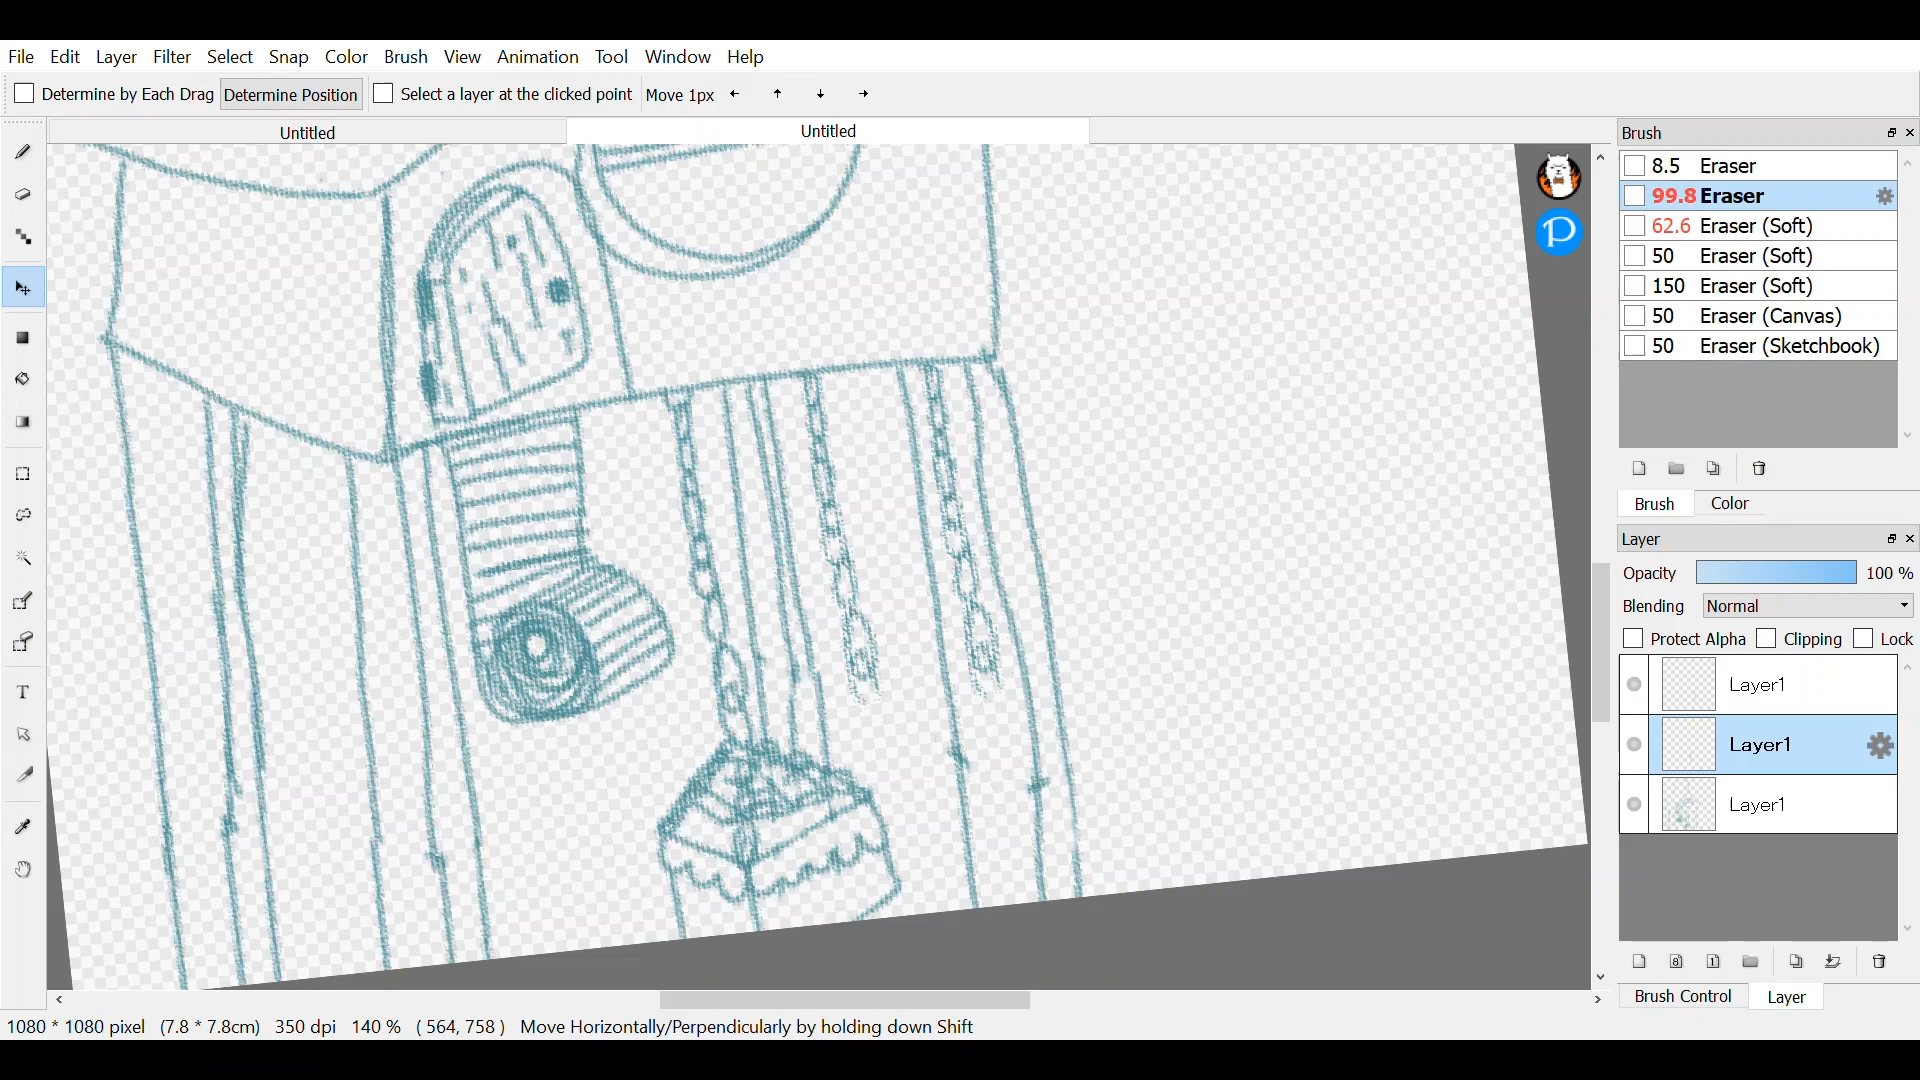 File Edit Layer Filter Select Snap Color Brush View Animation Tool Window Help
Determine by Each Drag Determine Position Select a layer at the clicked point Move 1px
Untitled Untitled
Brush
8.5 Eraser
99.8 Eraser
62.6 Eraser (Soft)
50 Eraser (Soft)
150 Eraser (Soft)
50 Eraser (Canvas)
50 Eraser (Sketchbook)
Brush Color
Layer
Opacity 100 %
Blending Normal
Protect Alpha Clipping Lock
Layer1
Layer1
Layer1
8 1
Brush Control Layer
T
P
1080 * 1080 pixel (7.8 * 7.8cm) 350 dpi 140 % ( 564, 758 ) Move Horizontally/Perpendicularly by holding down Shift